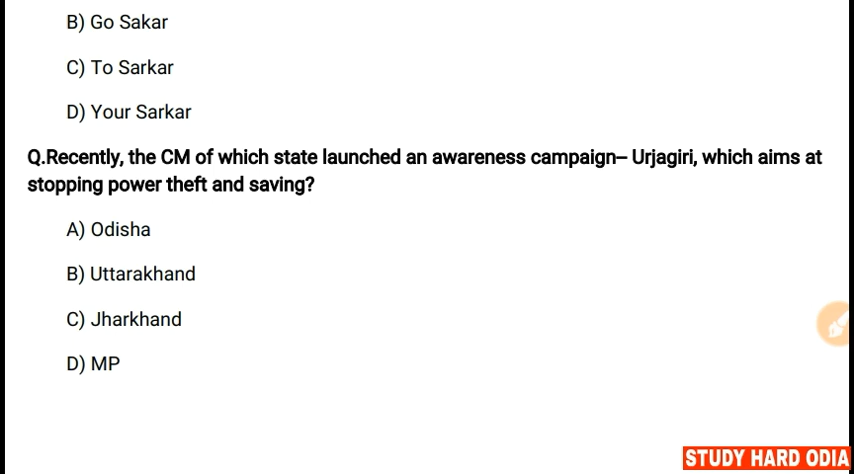 B) Go Sakar
C) To Sarkar
D) Your Sarkar
Q.Recently, the CM of which state launched an awareness campaign– Urjagiri, which aims at
stopping power theft and saving?
A) Odisha
B) Uttarakhand
C) Jharkhand
D) MP
STUDY HARD ODIA